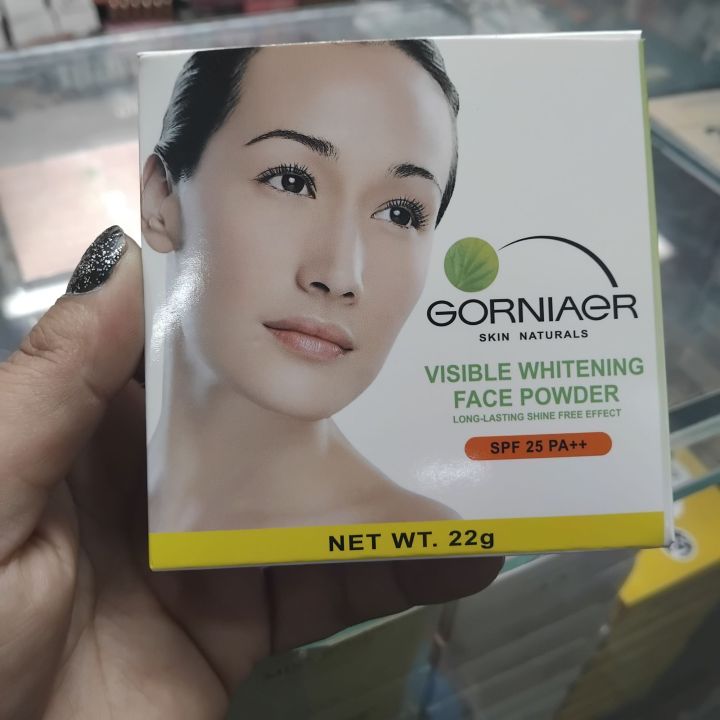 GORNIAER
SKIN NATURALS
VISIBLE WHITENING
FACE POWDER
LONG-LASTING SHINE FREE EFFECT
SPF 25 PA++
NET WT. 22g